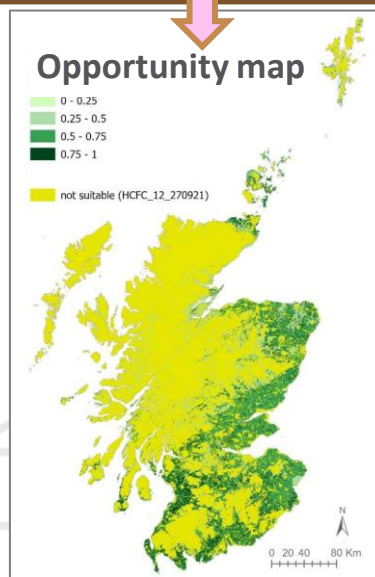 Opportunity map
0 - 0.25
0.25 - 0.5
0.5 - 0.75
0.75 - 1
not suitable (HCFC_12_270921)
N
0 20 40 80 Km